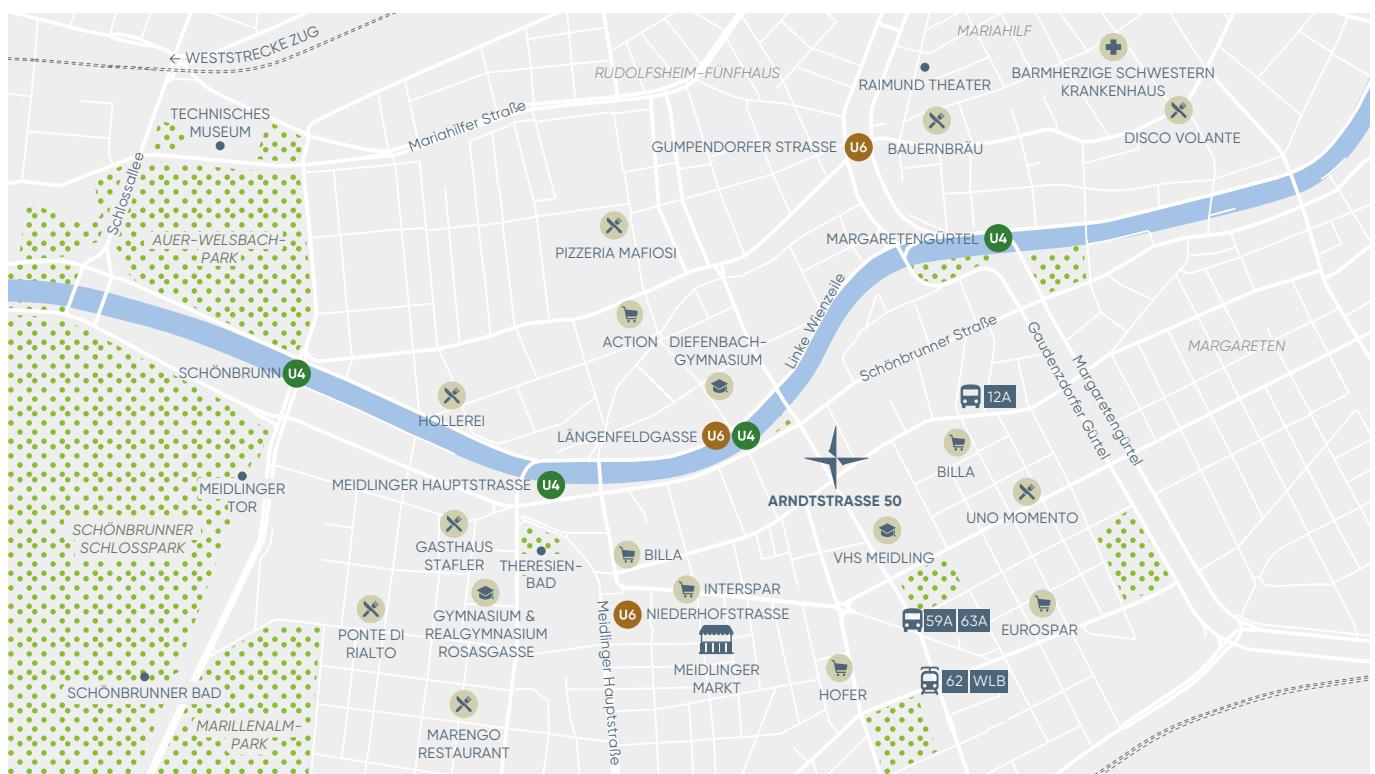 ← WESTSTRECKE ZUG
MARIAHILF
RUDOLFSHEIM-FÜNFHAUS
RAIMUND THEATER
BARMHERZIGE SCHWESTERN
KRANKENHAUS
TECHNISCHES
MUSEUM
Mariahilfer Straße
DISCO VOLANTE
GUMPENDORFER STRASSE
U6
BAUERNBRÄU
Schlossallee
AUER-WELSBACH-
PARK
PIZZERIA MAFIOSI
MARGARETENGÜRTEL
U4
Linke Wienzeile
ACTION
DIEFENBACH-
GYMNASIUM
Schönbrunner Straße
MARGARETEN
Gaudenzdorfer Gürtel
Margaretengürtel
SCHÖNBRUNN
U4
12A
HOLLEREI
LÄNGENFELDGASSE
U6
U4
BILLA
MEIDLINGER HAUPTSTRASSE
U4
ARNDTSTRASSE 50
MEIDLINGER
TOR
UNO MOMENTO
SCHÖNBRUNNER
SCHLOSSPARK
GASTHAUS
STAFLER
THERESIEN-
BAD
BILLA
VHS MEIDLING
INTERSPAR
GYMNASIUM &
REALGYMNASIUM
ROSASGASSE
U6
NIEDERHOFSTRASSE
59A
63A
EUROSPAR
PONTE DI
RIALTO
Meidlinger Hauptstraße
MEIDLINGER
MARKT
62
WLB
HOFER
SCHÖNBRUNNER BAD
MARILLENALM-
PARK
MARENGO
RESTAURANT